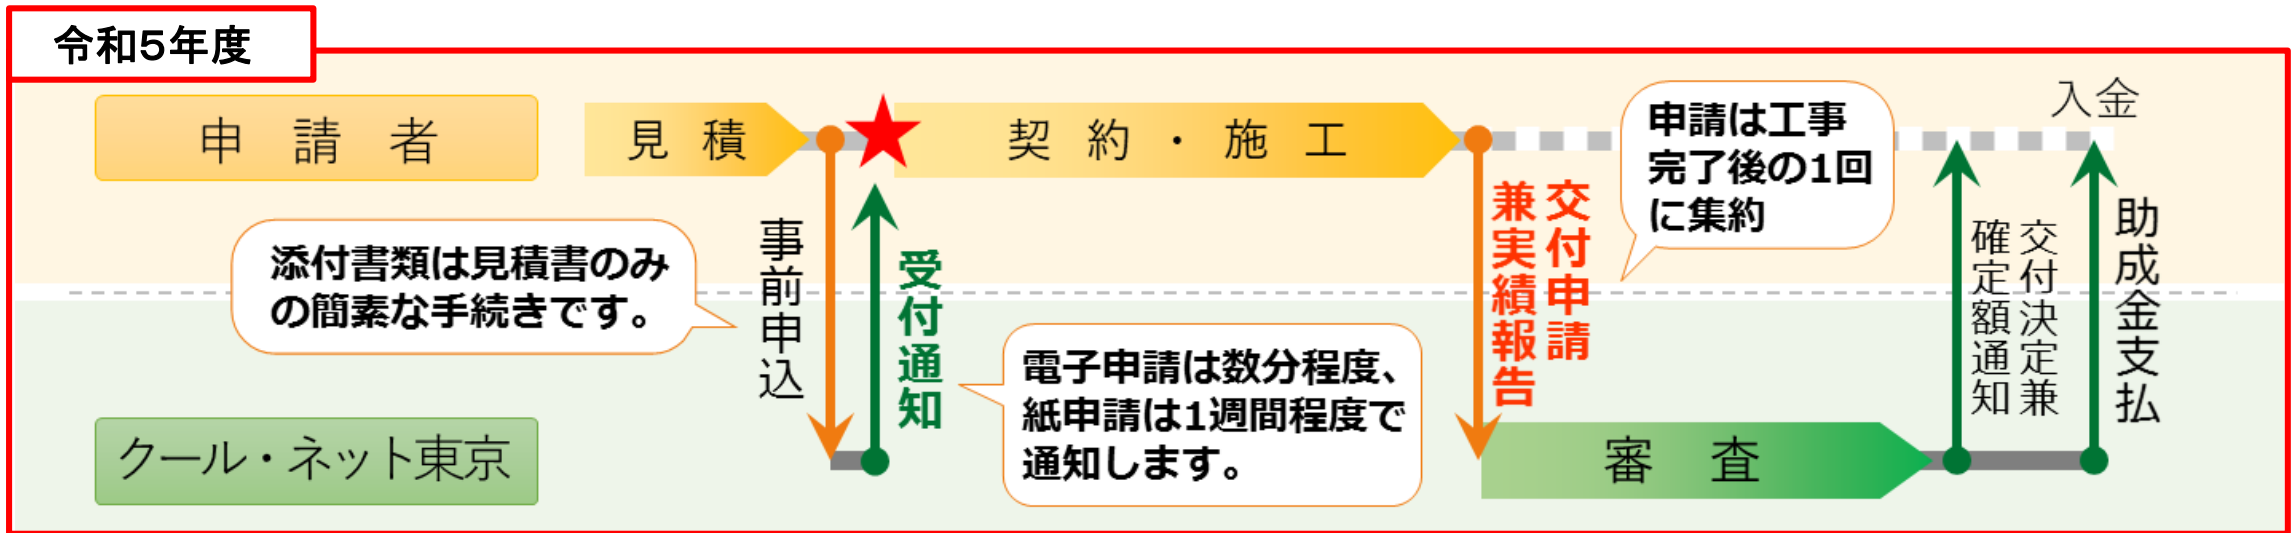 令和5年度
申請者
見積
契約・施工
入金
申請は工事
完了後の1回
に集約
添付書類は見積書のみ
の簡素な手続きです。
事前申込
受付通知
電子申請は数分程度、
紙申請は1週間程度で
通知します。
交付申請
兼実績報告
交付決定兼
確定額通知
助成金支払
クール・ネット東京
審査